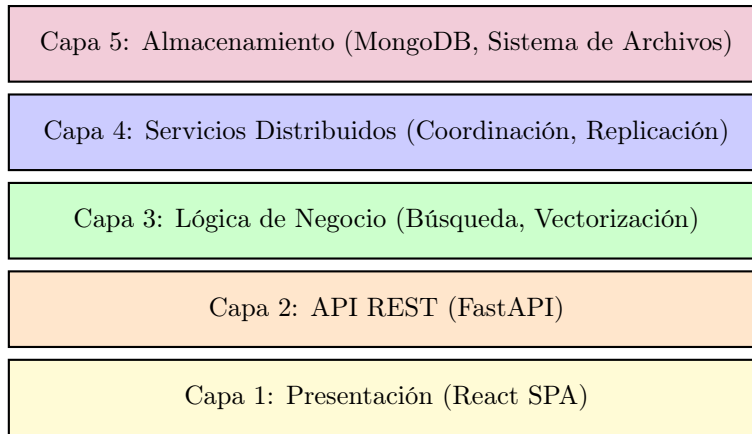 Capa 5: Almacenamiento (MongoDB, Sistema de Archivos)
Capa 4: Servicios Distribuidos (Coordinación, Replicación)
Capa 3: Lógica de Negocio (Búsqueda, Vectorización)
Capa 2: API REST (FastAPI)
Capa 1: Presentación (React SPA)